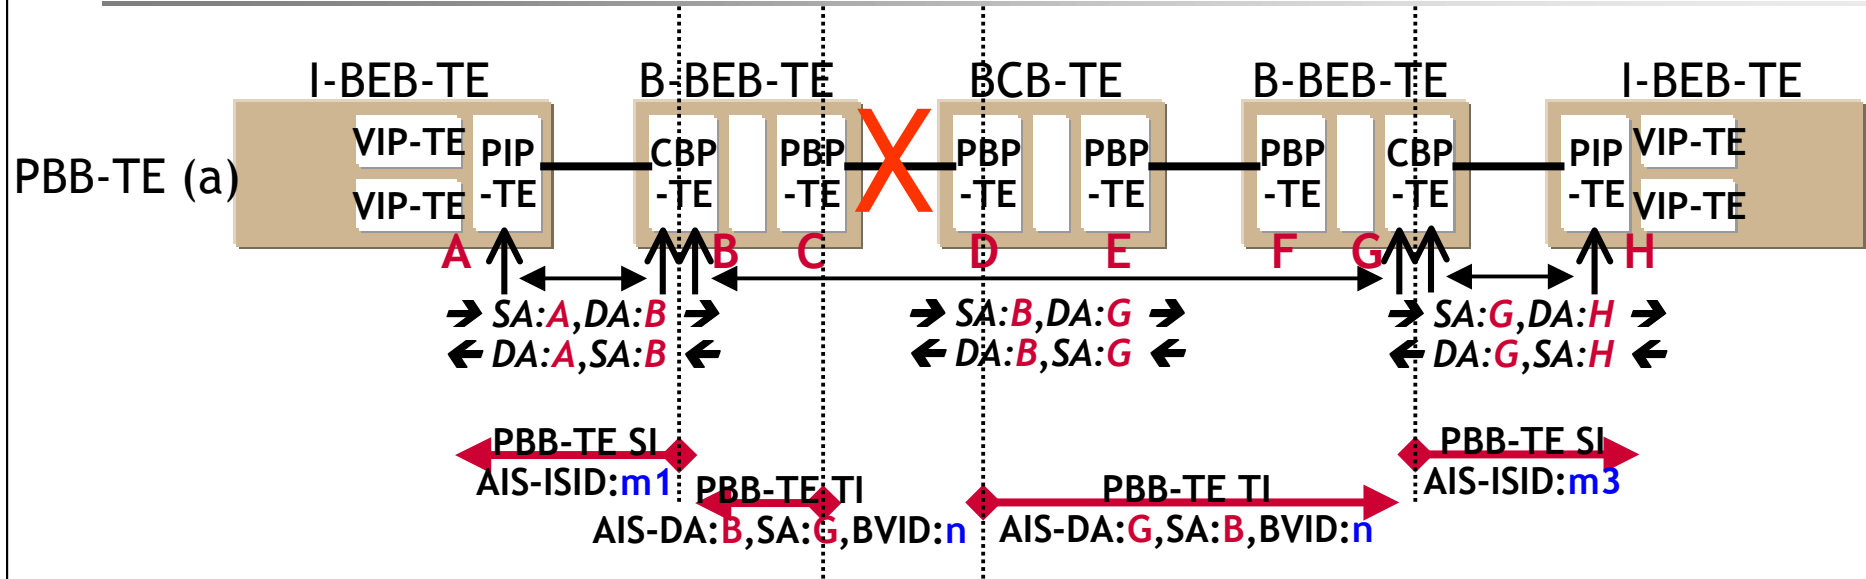 I-BEB-TE B-BEB-TE BCB-TE B-BEB-TE I-BEB-TE
PBB-TE (a)
VIP-TE
VIP-TE
PIP
-TE
CBP
-TE
PBP
-TE
X
PBP
-TE
PBP
-TE
PBP
-TE
CBP
-TE
PIP
-TE
VIP-TE
VIP-TE
A B C D E F G H
SA:A,DA:B
DA:A,SA:B
SA:B,DA:G
DA:B,SA:G
SA:G,DA:H
DA:G,SA:H
PBB-TE SI
AIS-ISID:m1
PBB-TE TI
AIS-DA:B,SA:G,BVID:n
PBB-TE TI
AIS-DA:G,SA:B,BVID:n
PBB-TE SI
AIS-ISID:m3